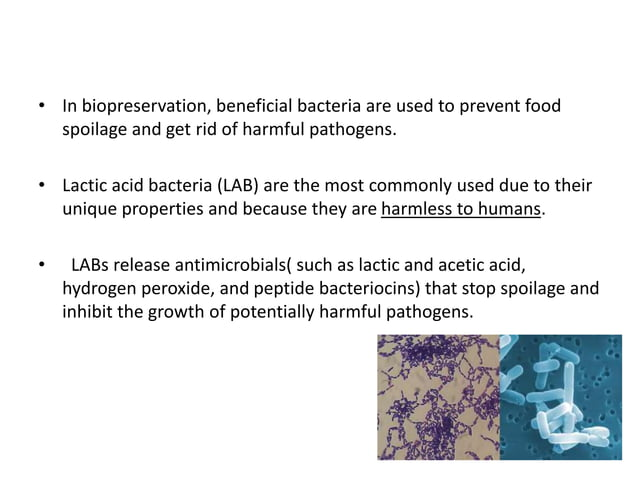 • In biopreservation, beneficial bacteria are used to prevent food
spoilage and get rid of harmful pathogens.
• Lactic acid bacteria (LAB) are the most commonly used due to their
unique properties and because they are harmless to humans.
• LABs release antimicrobials( such as lactic and acetic acid,
hydrogen peroxide, and peptide bacteriocins) that stop spoilage and
inhibit the growth of potentially harmful pathogens.